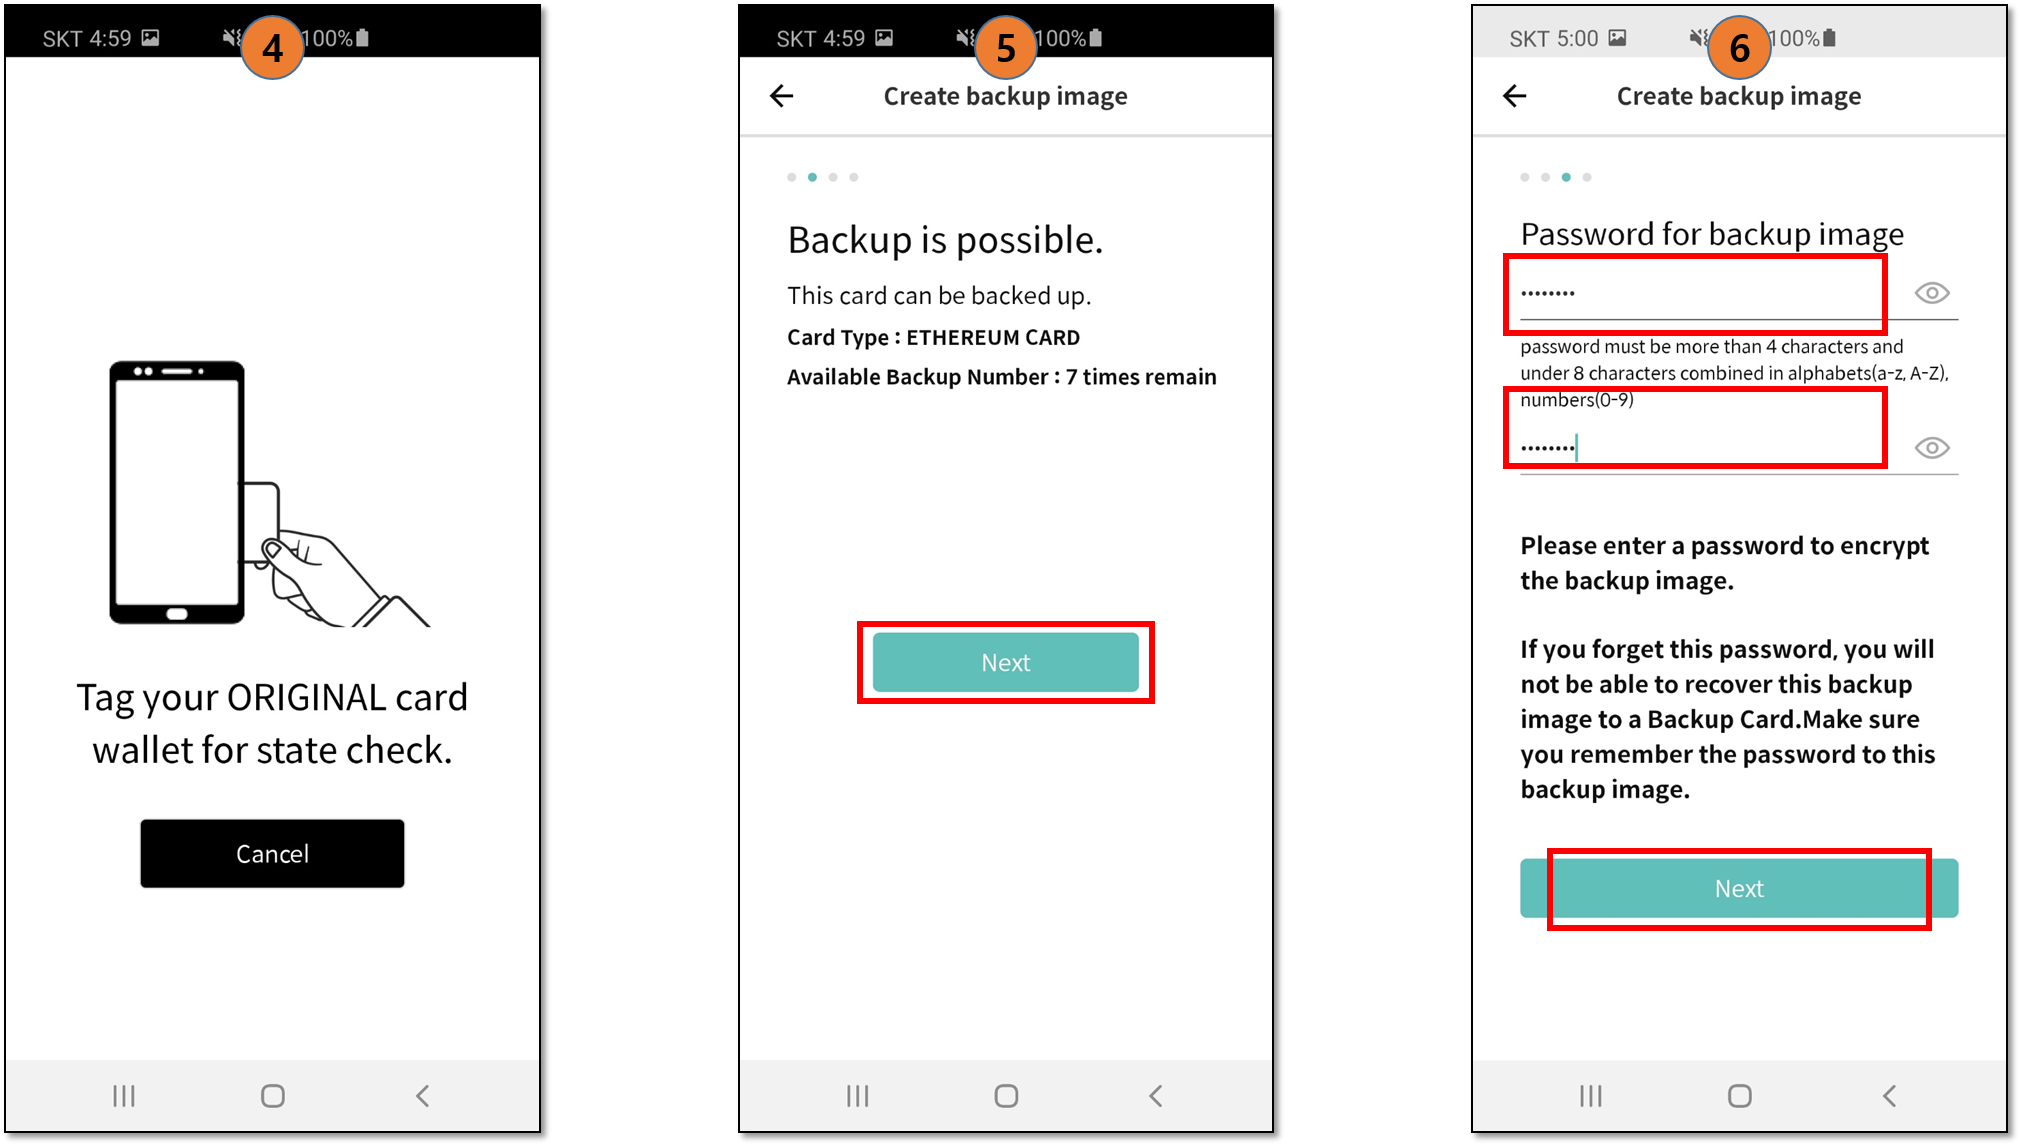 SKT 4:59
4
100%
Tag your ORIGINAL card
wallet for state check.
Cancel
SKT 4:59
5
100%
Create backup image
Backup is possible.
This card can be backed up.
Card Type : ETHEREUM CARD
Available Backup Number : 7 times remain
Next
SKT 5:00
6
100%
Create backup image
Password for backup image
••••••••
password must be more than 4 characters and
under 8 characters combined in alphabets(a-z, A-Z),
numbers(0-9)
••••••••
Please enter a password to encrypt
the backup image.
If you forget this password, you will
not be able to recover this backup
image to a Backup Card.Make sure
you remember the password to this
backup image.
Next